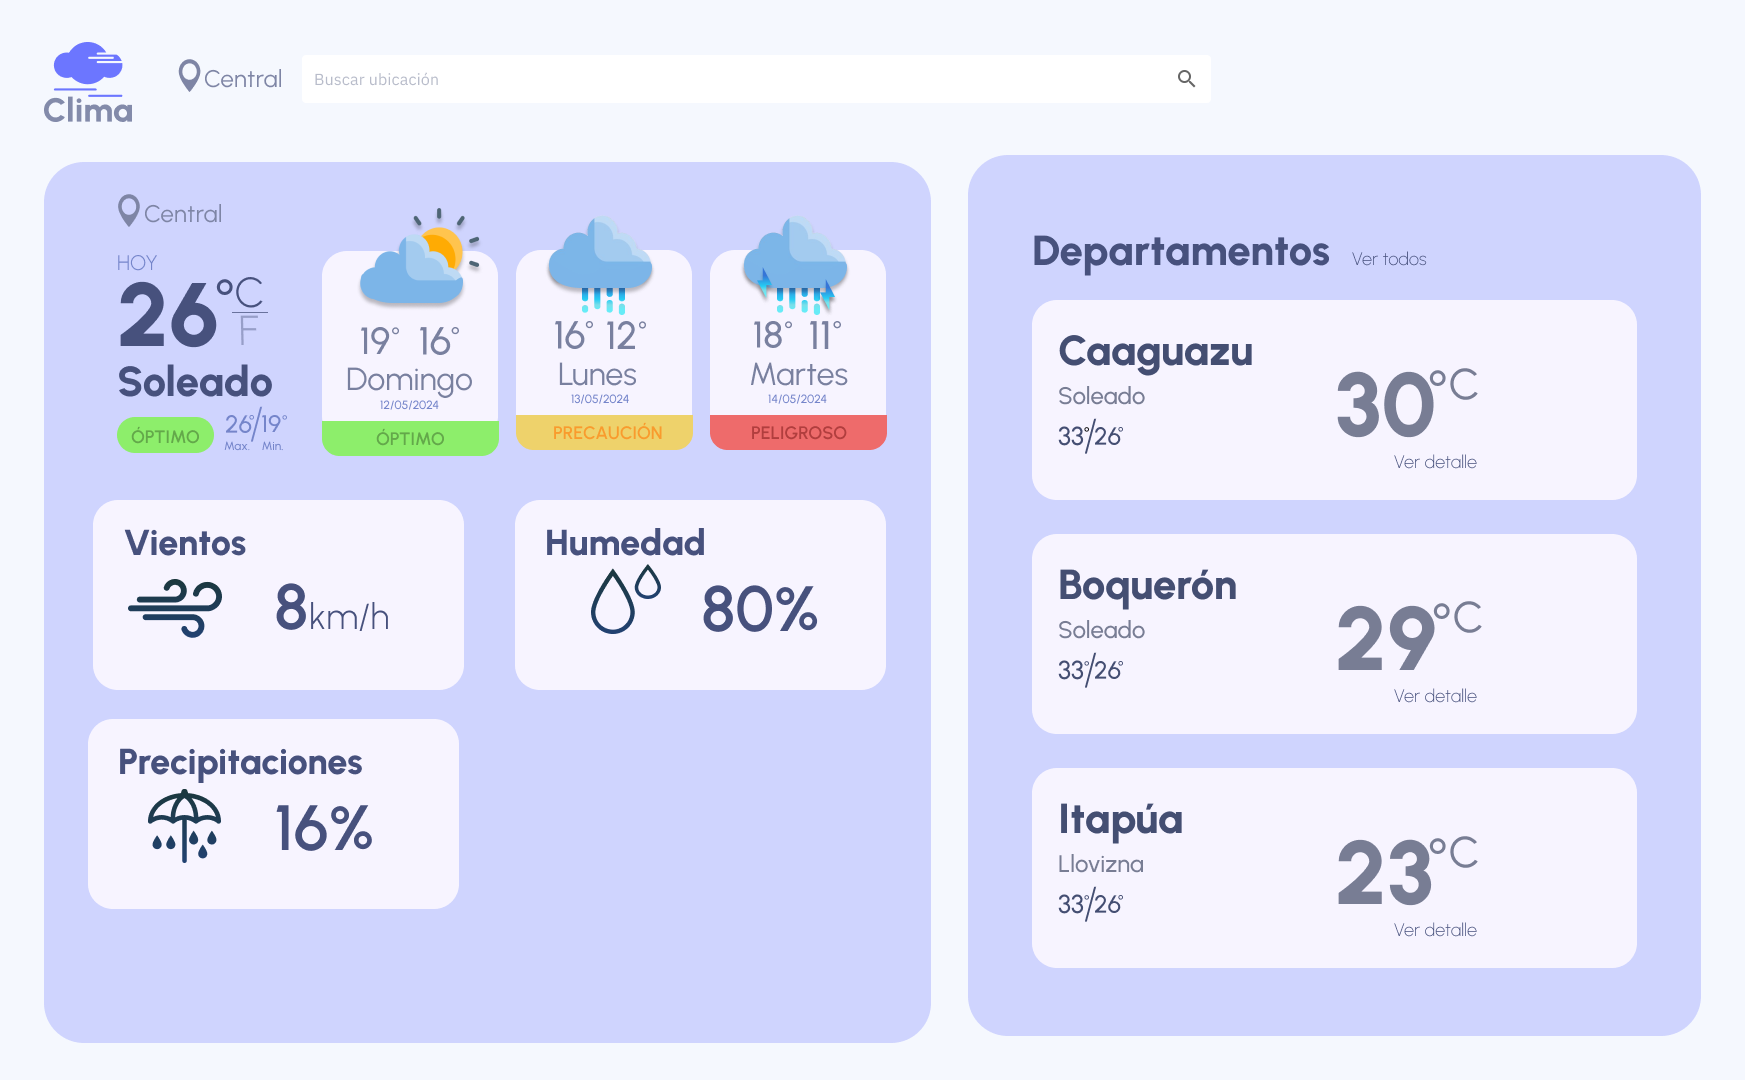 Clima
Central
Buscar ubicación
Central
HOY
26°C
F
Soleado
ÓPTIMO
26°/19°
Max. Min.
19° 16°
Domingo
12/05/2024
ÓPTIMO
16° 12°
Lunes
13/05/2024
PRECAUCIÓN
18° 11°
Martes
14/05/2024
PELIGROSO
Vientos
8km/h
Humedad
80%
Precipitaciones
16%
Departamentos Ver todos
Caaguazu
Soleado
33°/26°
30°C
Ver detalle
Boquerón
Soleado
33°/26°
29°C
Ver detalle
Itapúa
Llovizna
33°/26°
23°C
Ver detalle